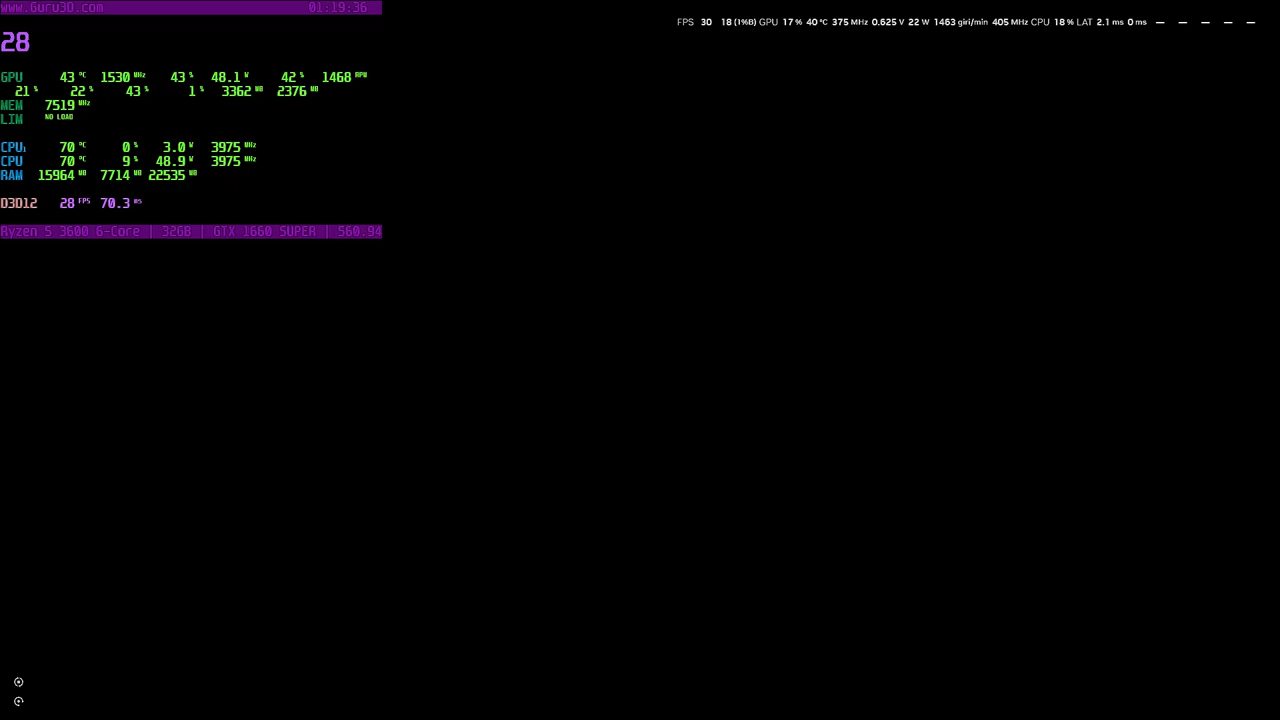 www.Guru3D.com 01:19:36
FPS 30 18 (1%B) GPU 17 % 40 °C 375 MHz 0.625 V 22 W 1463 giri/min 405 MHz CPU 18 % LAT 2.1 ms 0 ms — — — — —
28
GPU 43 °C 1530 MHz 43 % 48.1 W 42 % 1468 RPM
21 % 22 % 43 % 1 % 3362 MB 2376 MB
MEM 7519 MHz
LIM NO LOAD
CPU1 70 °C 0 % 3.0 W 3975 MHz
CPU 70 °C 9 % 48.9 W 3975 MHz
RAM 15964 MB 7714 MB 22535 MB
D3D12 28 FPS 70.3 ms
Ryzen 5 3600 6-Core | 32GB | GTX 1660 SUPER | 560.94